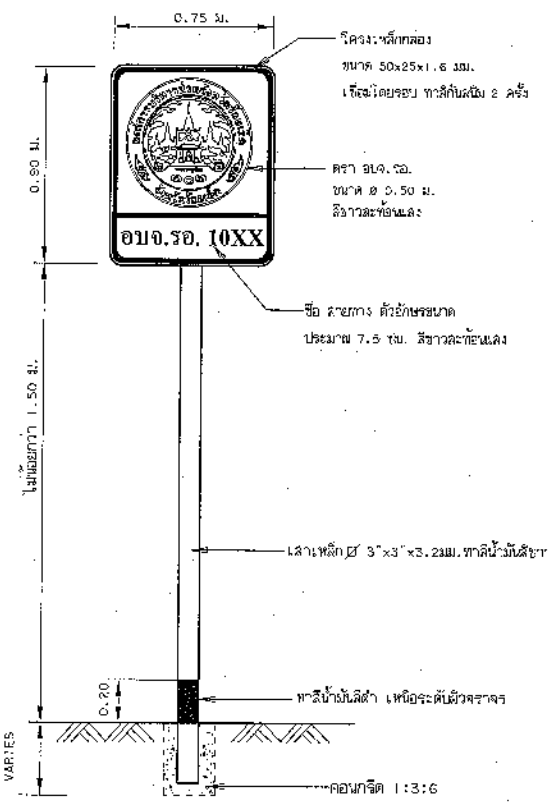 0.75 ม.
โครงเหล็กกล่อง
ขนาด 50x25x1.6 มม.
เชื่อมโดยรอบ ทาสีกันสนิม 2 ครั้ง
0.90 ม.
ตรา อบจ.รอ.
ขนาด ø 0.50 ม.
สีขาวสะท้อนแสง
อบจ.รอ. 10XX
ชื่อ สายทาง ตัวอักษรขนาด
ประมาณ 7.5 ซม. สีขาวสะท้อนแสง
ไม่น้อยกว่า 1.50 ม.
เสาเหล็ก Ø 3"x3"x3.2มม.ทาสีน้ำมันสีขาว
0.20
ทาสีน้ำมันสีดำ เหนือระดับผิวจราจร
VARIES
คอนกรีต 1:3:6